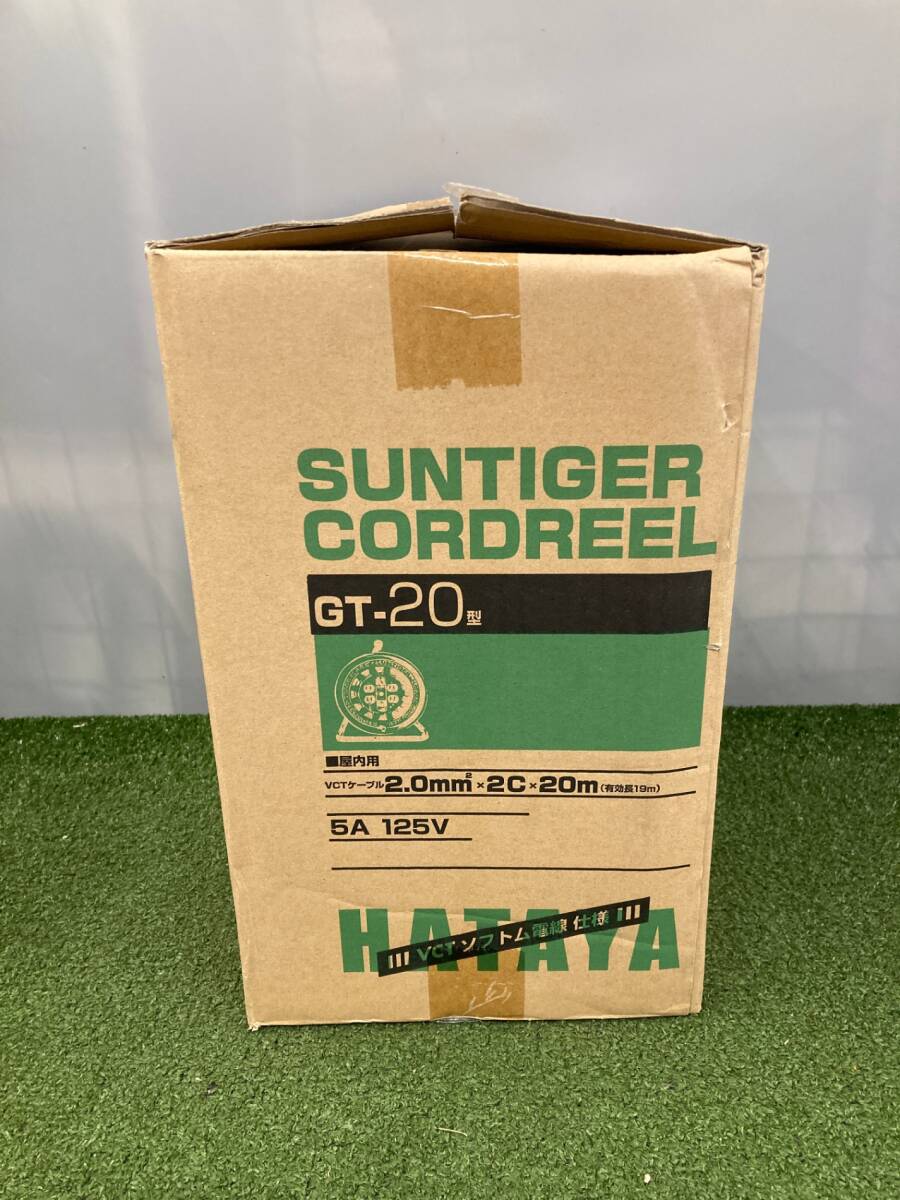 SUNTIGER
CORDREEL
GT-20型
■屋内用
VCTケーブル2.0mm²×2C×20m(有効長19m)
5A 125V
HATAYA
VCTソフトム電線 仕様